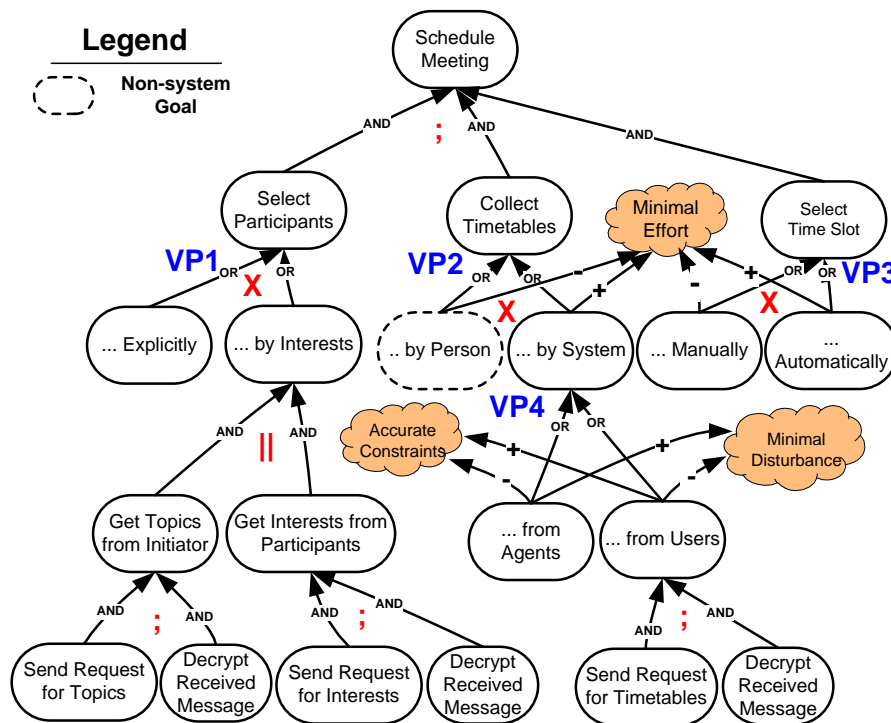 Legend
Non-system
Goal
Schedule
Meeting
AND
;
AND
AND
Select
Participants
Collect
Timetables
Minimal
Effort
Select
Time Slot
VP1
OR
X
OR
VP2
OR
X
OR
-
+
-
+
OR
X
OR
VP3
... Explicitly
... by Interests
.. by Person
... by System
... Manually
...
Automatically
VP4
AND
||
AND
Accurate
Constraints
OR
OR
Minimal
Disturbance
+
-
+
-
Get Topics
from Initiator
Get Interests from
Participants
... from
Agents
... from Users
AND
;
AND
AND
;
AND
AND
;
AND
Send Request
for Topics
Decrypt
Received
Message
Send Request
for Interests
Decrypt
Received
Message
Send Request
for Timetables
Decrypt
Received
Message